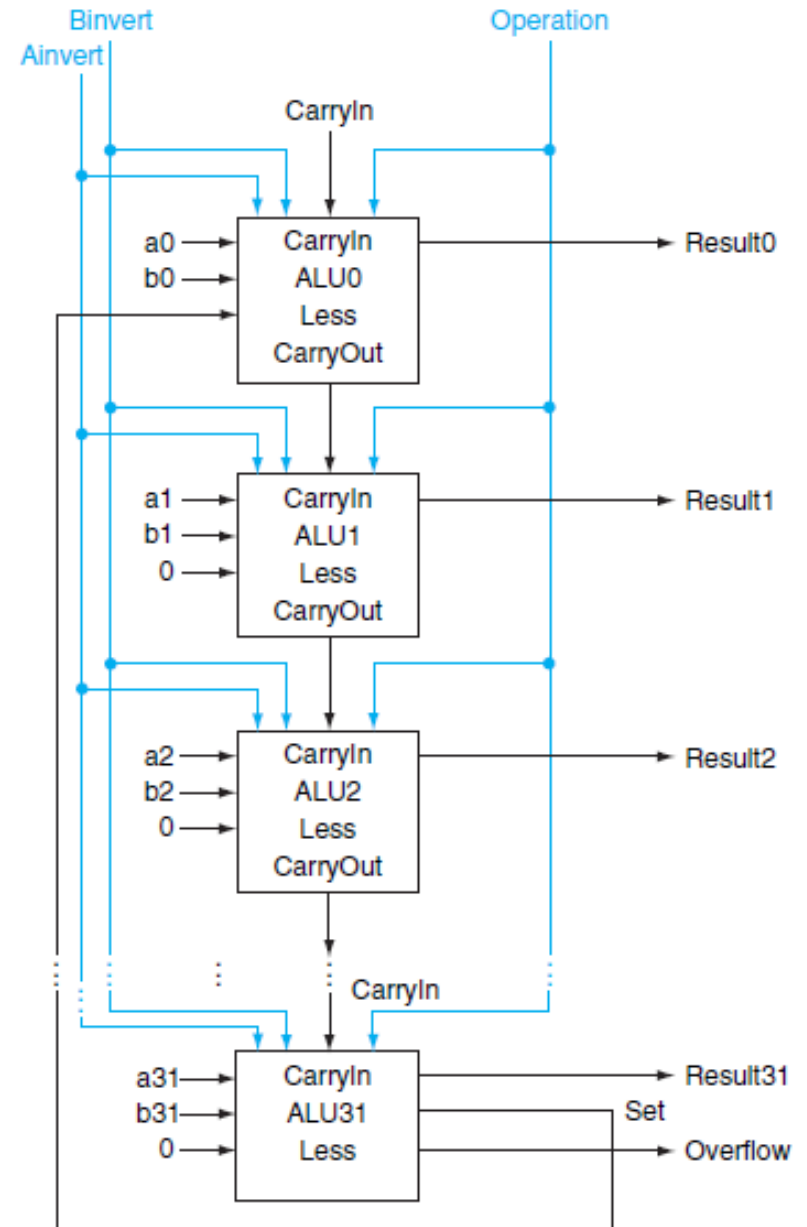 Binvert
Operation
Ainvert
CarryIn
a0
CarryIn
Result0
b0
ALU0
Less
CarryOut
a1
CarryIn
Result1
b1
ALU1
0
Less
CarryOut
a2
CarryIn
Result2
b2
ALU2
0
Less
CarryOut
CarryIn
a31
CarryIn
Result31
b31
ALU31
Set
0
Less
Overflow